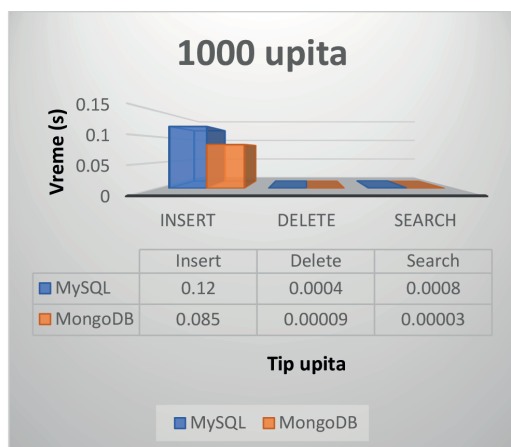 1000 upita
Vreme (s)
0.15
0.1
0.05
0
INSERT DELETE SEARCH
Insert Delete Search
MySQL 0.12 0.0004 0.0008
MongoDB 0.085 0.00009 0.00003
Tip upita
MySQL MongoDB